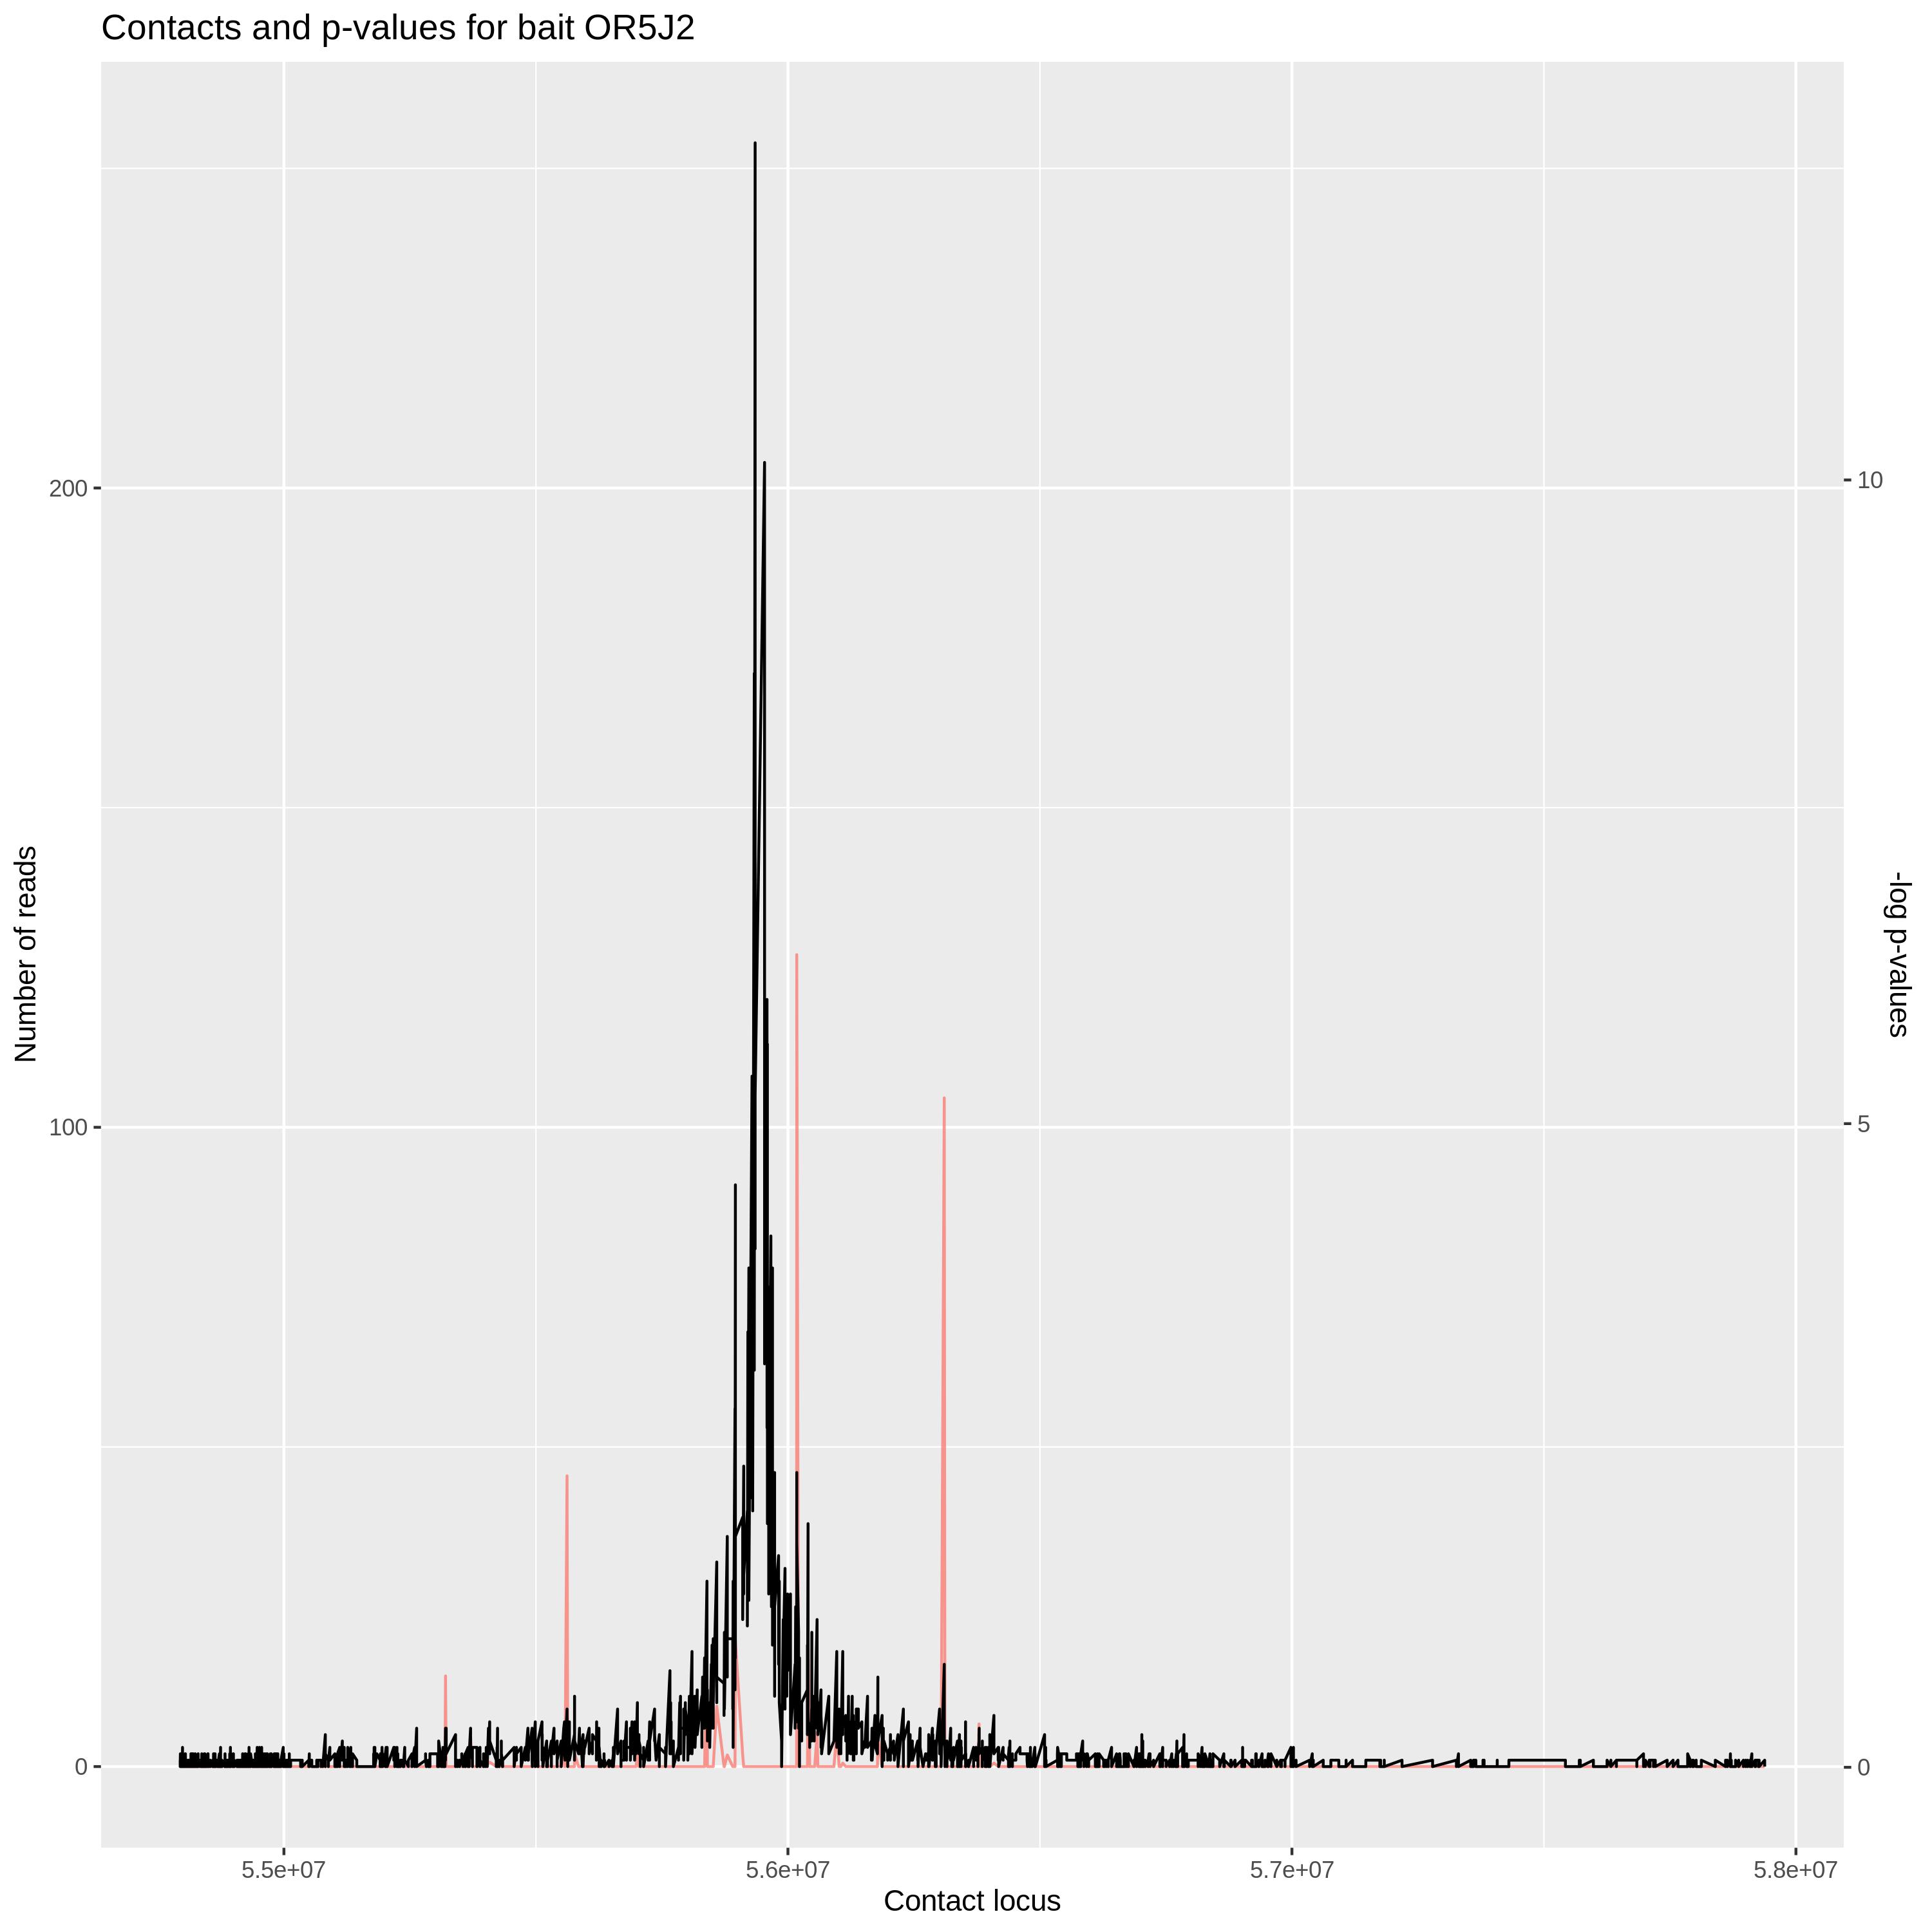 Contacts and p-values for bait OR5J2
Number of reads
200
100
0
10
5
0
-log p-values
5.5e+07
5.6e+07
5.7e+07
5.8e+07
Contact locus